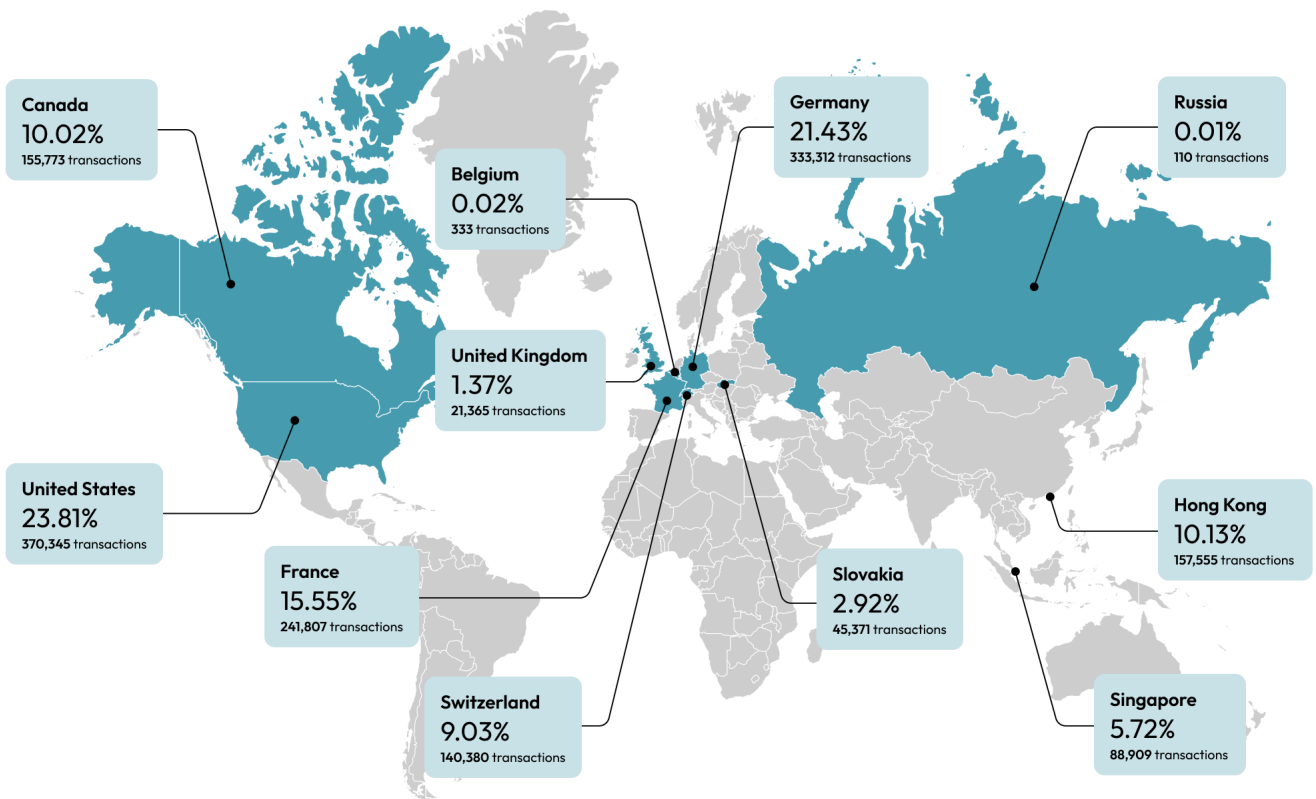 Canada
10.02%
155,773 transactions
Germany
21.43%
333,312 transactions
Russia
0.01%
110 transactions
Belgium
0.02%
333 transactions
United Kingdom
1.37%
21,365 transactions
United States
23.81%
370,345 transactions
Hong Kong
10.13%
157,555 transactions
France
15.55%
241,807 transactions
Slovakia
2.92%
45,371 transactions
Switzerland
9.03%
140,380 transactions
Singapore
5.72%
88,909 transactions